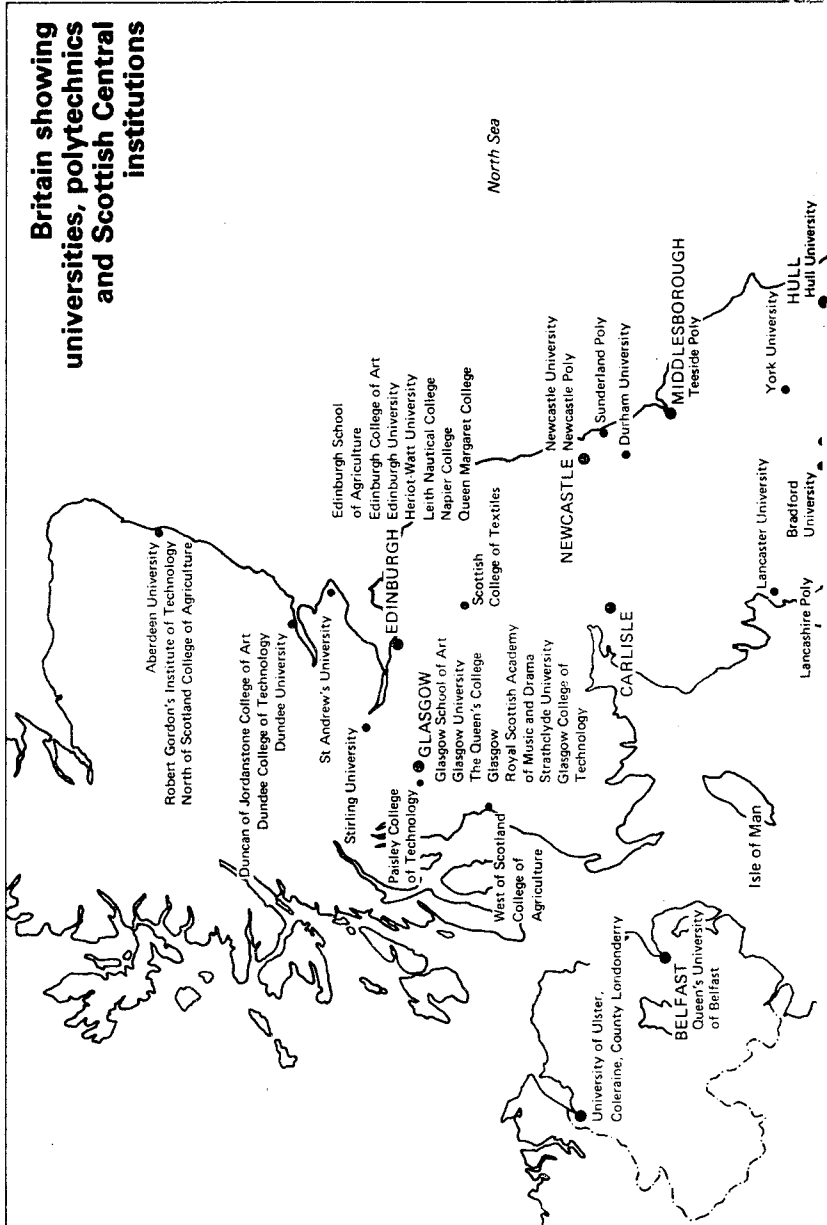 Britain showing
universities, polytechnics
and Scottish Central
institutions
North Sea
Aberdeen University
Robert Gordon's Institute of Technology
North of Scotland College of Agriculture
Duncan of Jordanstone College of Art
Dundee College of Technology
Dundee University
St Andrew's University
Stirling University
Edinburgh School
of Agriculture
Edinburgh College of Art
Edinburgh University
Heriot-Watt University
Leith Nautical College
Napier College
Queen Margaret College
EDINBURGH
Scottish
College of Textiles
GLASGOW
Glasgow School of Art
Glasgow University
The Queen's College
Glasgow
Royal Scottish Academy
of Music and Drama
Strathclyde University
Glasgow College of
Technology
Paisley College
of Technology
West of Scotland
College of
Agriculture
NEWCASTLE
Newcastle University
Newcastle Poly
Sunderland Poly
Durham University
MIDDLESBOROUGH
Teeside Poly
CARLISLE
Isle of Man
University of Ulster,
Coleraine, County Londonderry
BELFAST
Queen's University
of Belfast
Lancaster University
Lancashire Poly
Bradford
University
York University
HULL
Hull University